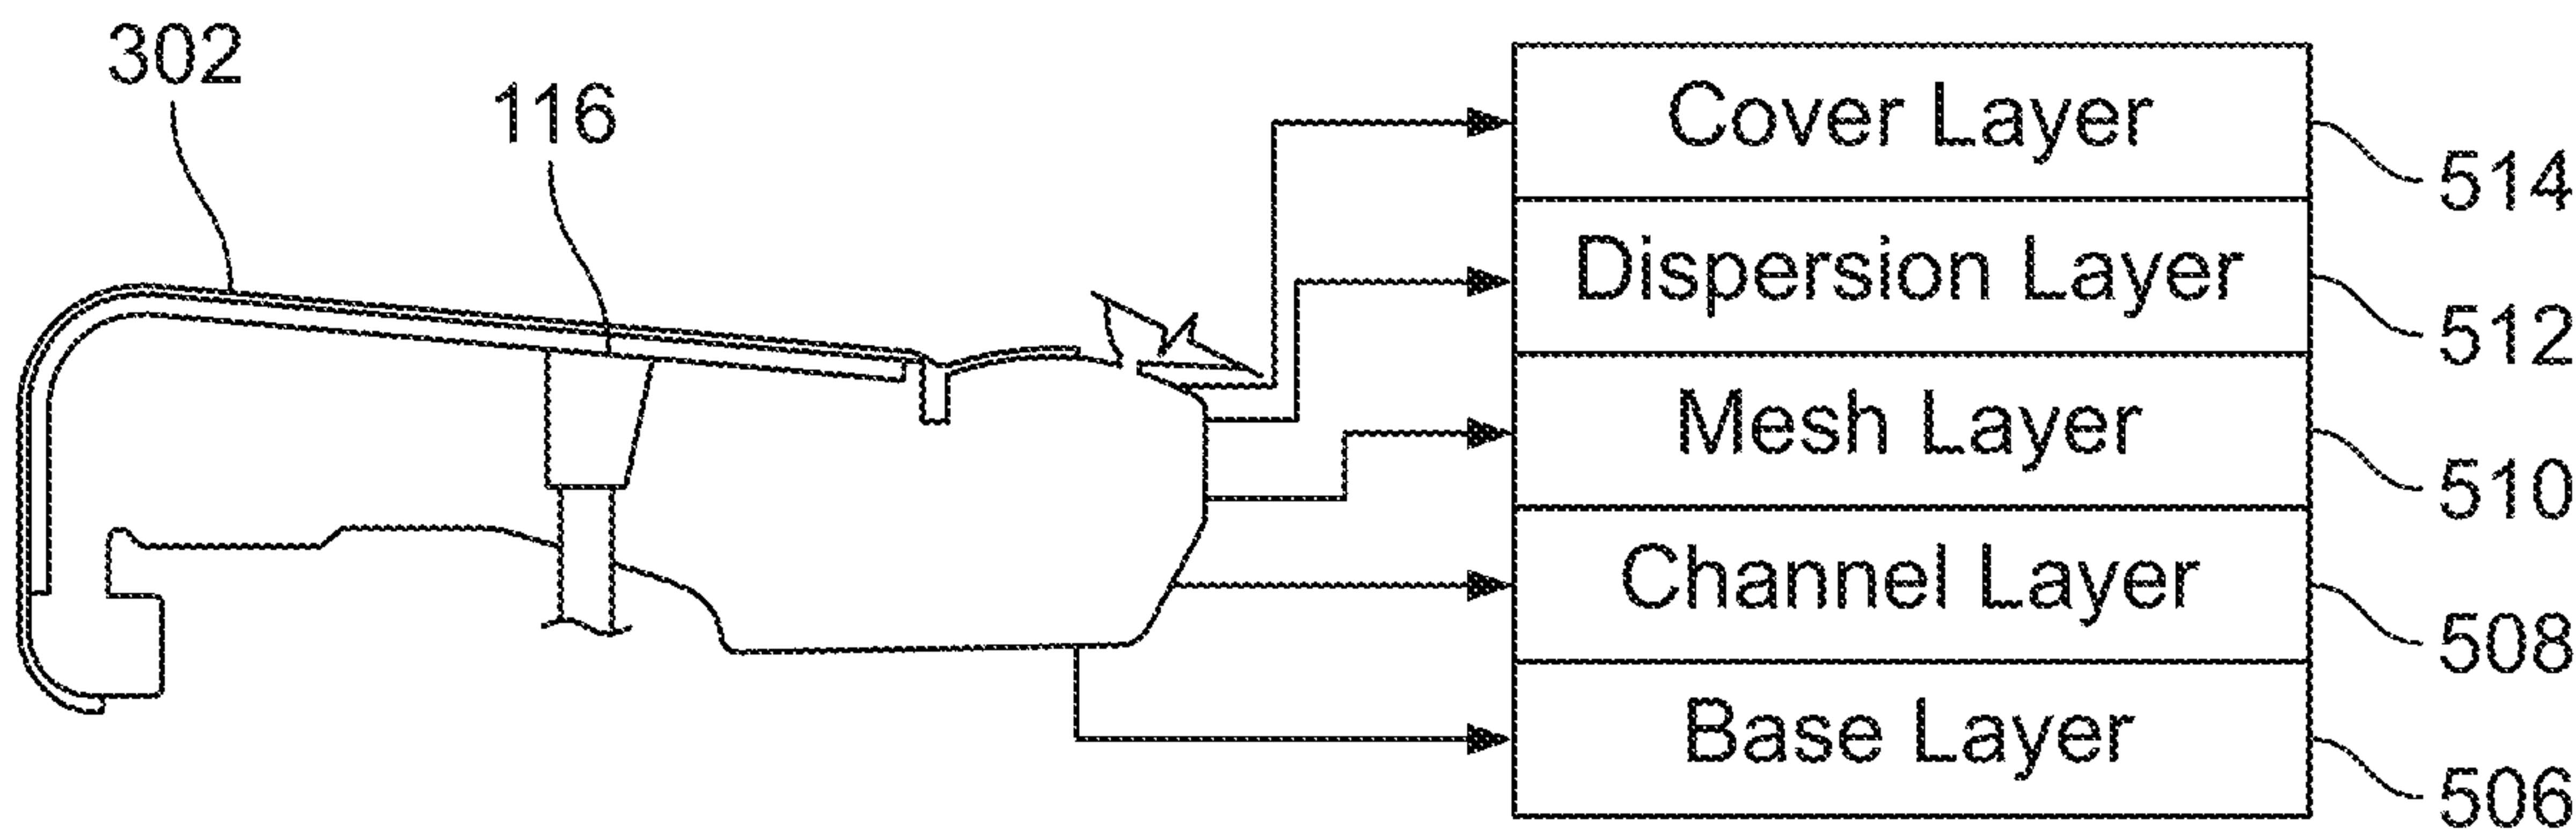 302
116
Cover Layer
514
Dispersion Layer
512
Mesh Layer
510
Channel Layer
508
Base Layer
506